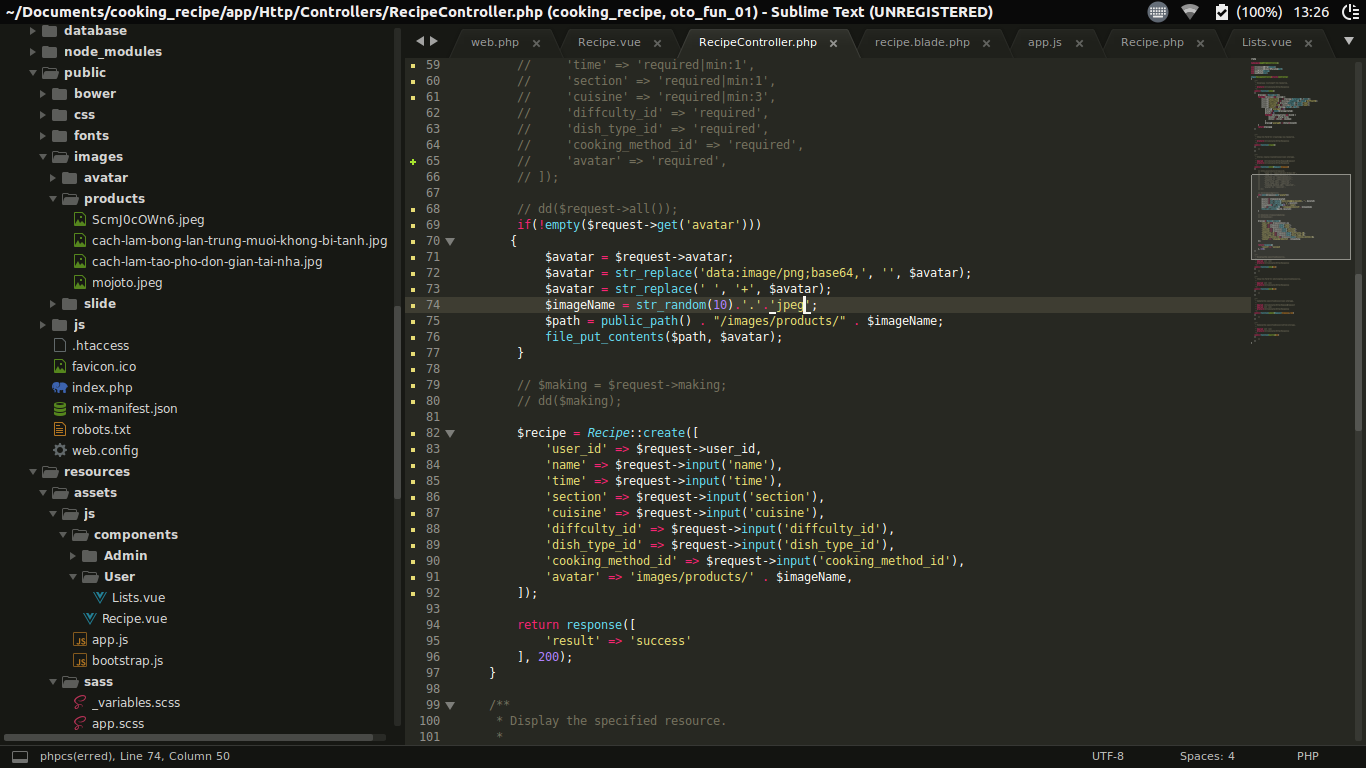 ~/Documents/cooking_recipe/app/Http/Controllers/RecipeController.php (cooking_recipe, oto_fun_01) - Sublime Text (UNREGISTERED)
(100%) 13:26
database
node_modules
public
bower
css
fonts
images
avatar
products
ScmJ0cOWn6.jpeg
cach-lam-bong-lan-trung-muoi-khong-bi-tanh.jpg
cach-lam-tao-pho-don-gian-tai-nha.jpg
mojoto.jpeg
slide
js
.htaccess
favicon.ico
index.php
mix-manifest.json
robots.txt
web.config
resources
assets
js
components
Admin
User
Lists.vue
Recipe.vue
app.js
bootstrap.js
sass
_variables.scss
app.scss
web.php × Recipe.vue × RecipeController.php × recipe.blade.php × app.js × Recipe.php × Lists.vue ×
59 // 'time' => 'required|min:1',
60 // 'section' => 'required|min:1',
61 // 'cuisine' => 'required|min:3',
62 // 'diffculty_id' => 'required',
63 // 'dish_type_id' => 'required',
64 // 'cooking_method_id' => 'required',
65 // 'avatar' => 'required',
66 // ]);
67
68 // dd($request->all());
69 if(!empty($request->get('avatar')))
70 {
71 $avatar = $request->avatar;
72 $avatar = str_replace('data:image/png;base64,', '', $avatar);
73 $avatar = str_replace(' ', '+', $avatar);
74 $imageName = str_random(10).'.'.'jpeg';
75 $path = public_path() . "/images/products/" . $imageName;
76 file_put_contents($path, $avatar);
77 }
78
79 // $making = $request->making;
80 // dd($making);
81
82 $recipe = Recipe::create([
83 'user_id' => $request->user_id,
84 'name' => $request->input('name'),
85 'time' => $request->input('time'),
86 'section' => $request->input('section'),
87 'cuisine' => $request->input('cuisine'),
88 'diffculty_id' => $request->input('diffculty_id'),
89 'dish_type_id' => $request->input('dish_type_id'),
90 'cooking_method_id' => $request->input('cooking_method_id'),
91 'avatar' => 'images/products/' . $imageName,
92 ]);
93
94 return response([
95 'result' => 'success'
96 ], 200);
97 }
98
99 /**
100 * Display the specified resource.
101 *
phpcs(erred), Line 74, Column 50
UTF-8 Spaces: 4 PHP